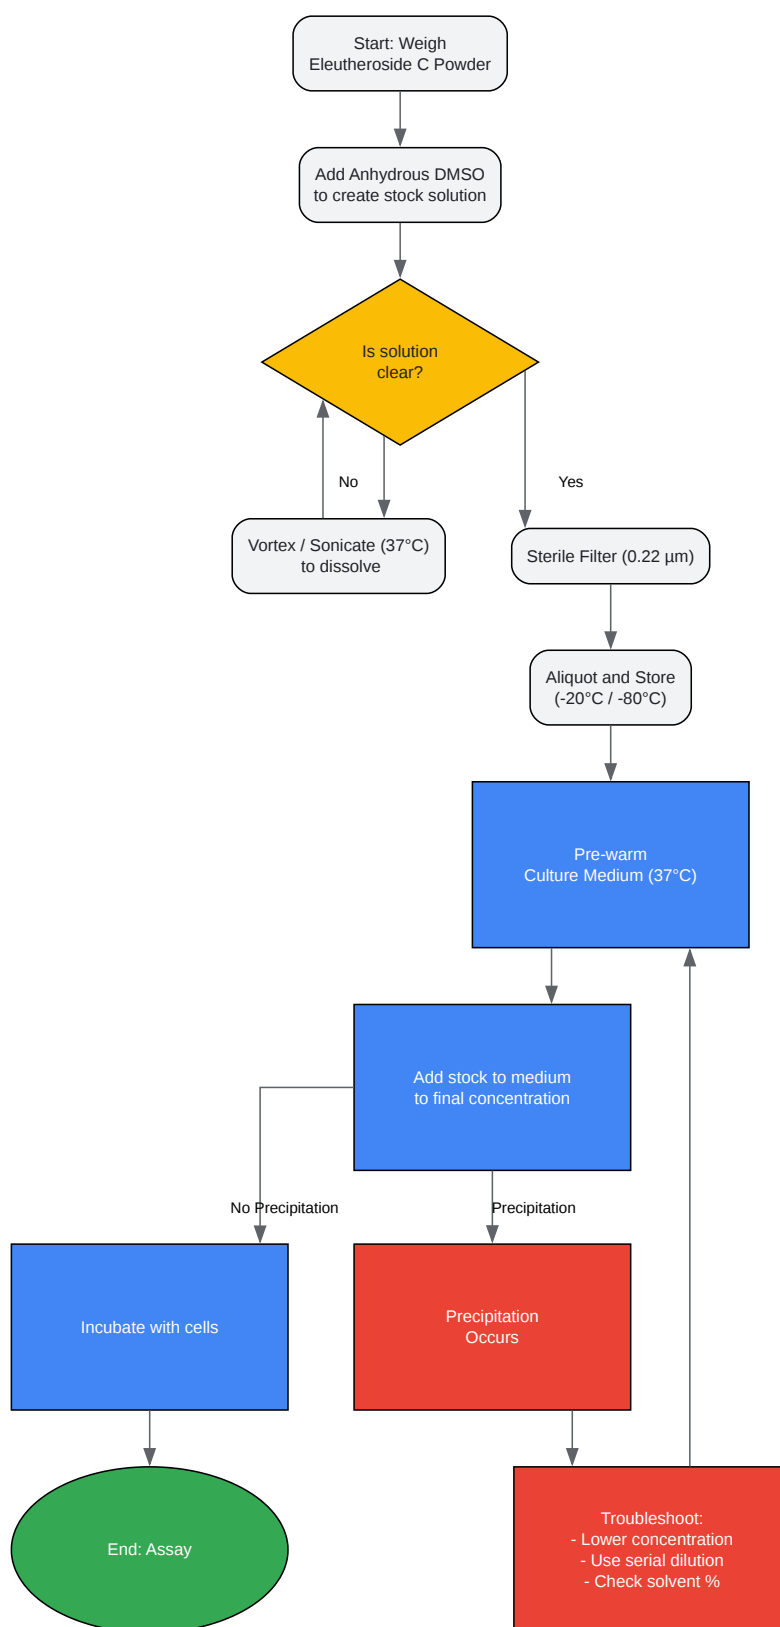 Start: Weigh
Eleutheroside C Powder
Add Anhydrous DMSO
to create stock solution
Is solution
clear?
No
Yes
Vortex / Sonicate (37°C)
to dissolve
Sterile Filter (0.22 µm)
Aliquot and Store
(-20°C / -80°C)
Pre-warm
Culture Medium (37°C)
Add stock to medium
to final concentration
No Precipitation
Precipitation
Incubate with cells
Precipitation
Occurs
End: Assay
Troubleshoot:
- Lower concentration
- Use serial dilution
- Check solvent %